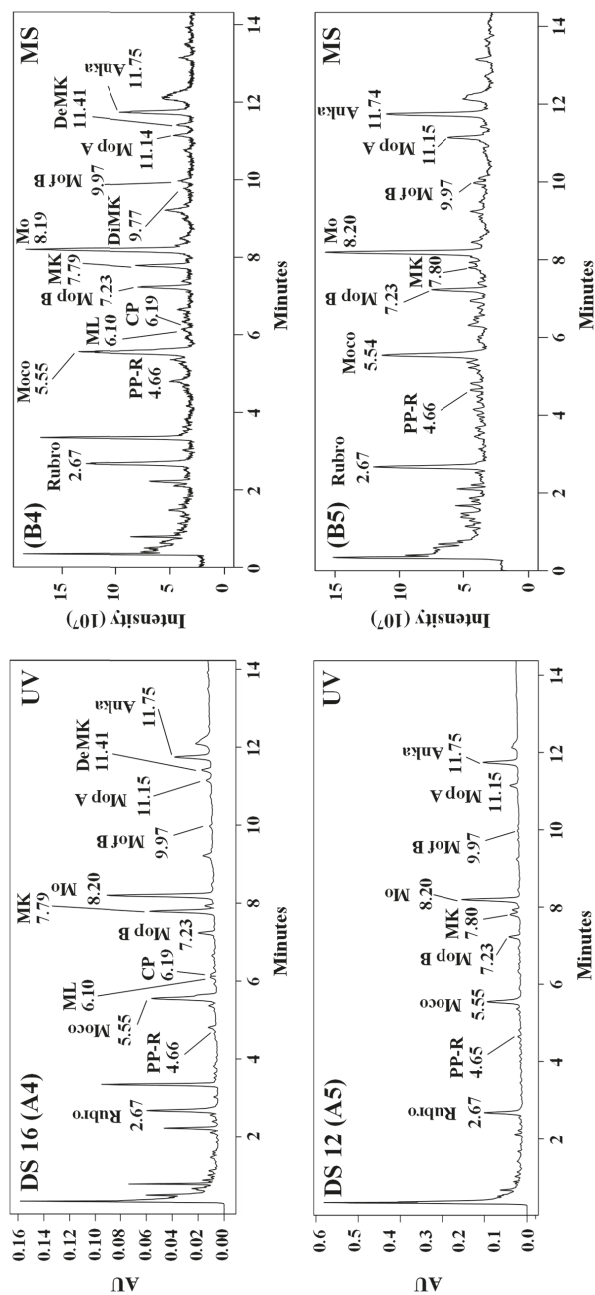 DS 16 (A4)
UV
AU
0.16
0.14
0.12
0.10
0.08
0.06
0.04
0.02
0.00
Rubro
2.67
PP-R
4.66
Moco
5.55
ML
6.10
CP
6.19
Mop B
7.23
MK
7.79
Mo
8.20
Mof B
9.97
Mop A
11.15
DeMK
11.41
Anka
11.75
2 4 6 8 10 12 14
Minutes
(B4)
MS
Intensity (10⁷)
15
10
5
0
Rubro
2.67
PP-R
4.66
Moco
5.55
ML
6.10
CP
6.19
Mop B
7.23
MK
7.79
Mo
8.19
DiMK
9.77
Mof B
9.97
Mop A
11.14
DeMK
11.41
Anka
11.75
0 2 4 6 8 10 12 14
Minutes
DS 12 (A5)
UV
AU
0.6
0.5
0.4
0.3
0.2
0.1
0.0
Rubro
2.67
PP-R
4.65
Moco
5.55
Mop B
7.23
MK
7.80
Mo
8.20
Mof B
9.97
Mop A
11.15
Anka
11.75
2 4 6 8 10 12 14
Minutes
(B5)
MS
Intensity (10⁷)
15
10
5
0
Rubro
2.67
PP-R
4.66
Moco
5.54
Mop B
7.23
MK
7.80
Mo
8.20
Mof B
9.97
Mop A
11.15
Anka
11.74
0 2 4 6 8 10 12 14
Minutes